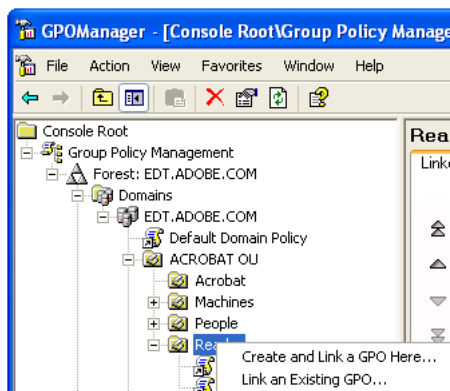 GPOManager - [Console Root\Group Policy Manage
File Action View Favorites Window Help
Console Root
Group Policy Management
Forest: EDT.ADOBE.COM
Domains
EDT.ADOBE.COM
Default Domain Policy
ACROBAT OU
Acrobat
Machines
People
Rea
Create and Link a GPO Here...
Link an Existing GPO...
Rea
Link